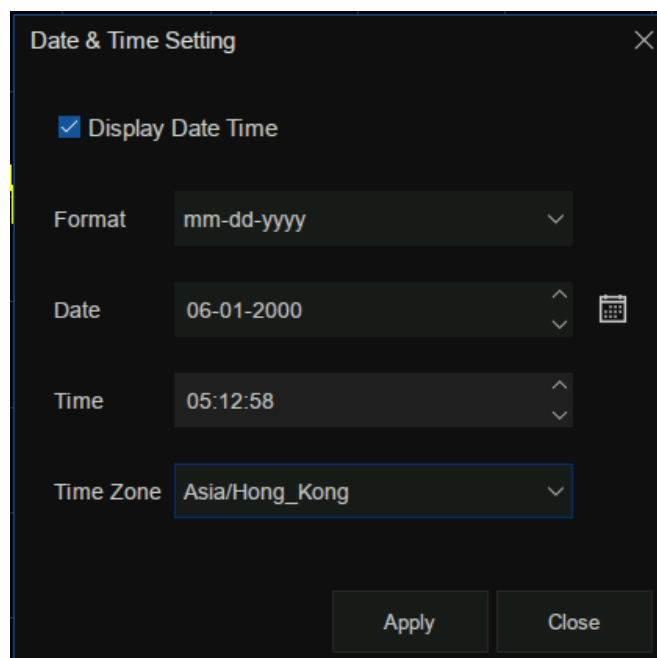 Date & Time Setting
Display Date Time
Format mm-dd-yyyy
Date 06-01-2000
Time 05:12:58
Time Zone Asia/Hong_Kong
Apply Close